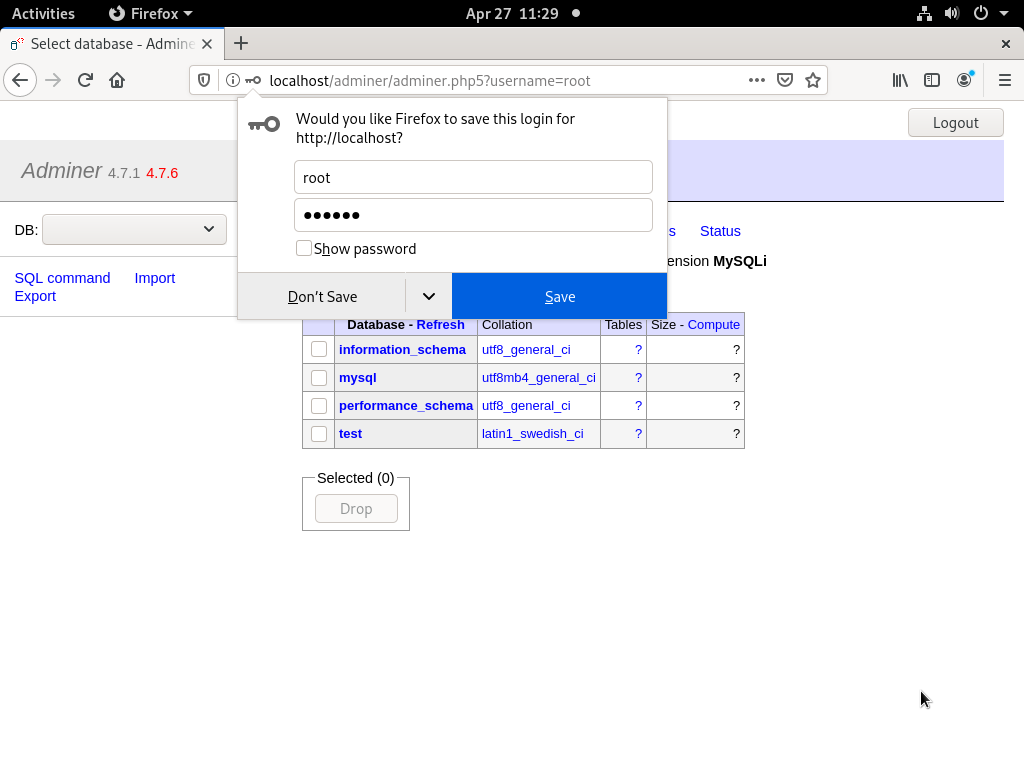 Activities Firefox Apr 27 11:29
Select database - Admine
localhost/adminer/adminer.php5?username=root
Would you like Firefox to save this login for
http://localhost?
root
••••••
Show password
Don't Save Save
Logout
Adminer 4.7.1 4.7.6
DB:
SQL command Import
Export
s Status
ension MySQLi
Database - Refresh Collation Tables Size - Compute
information_schema utf8_general_ci ? ?
mysql utf8mb4_general_ci ? ?
performance_schema utf8_general_ci ? ?
test latin1_swedish_ci ? ?
Selected (0)
Drop